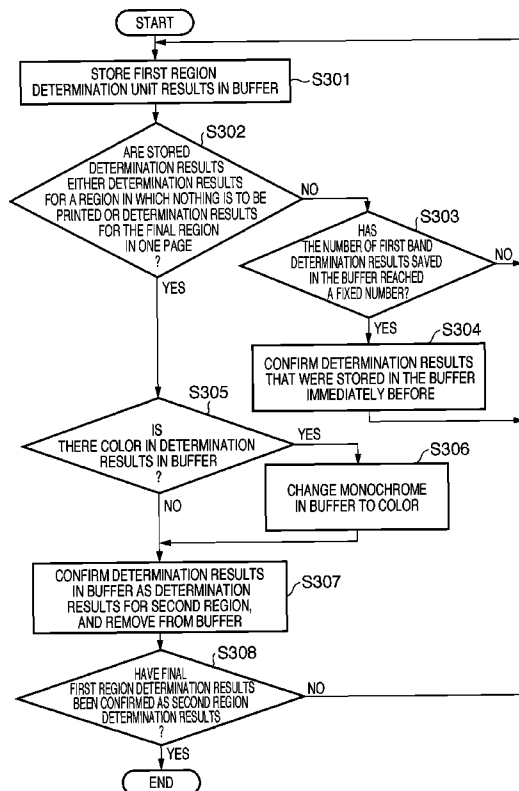 START
STORE FIRST REGION
DETERMINATION UNIT RESULTS IN BUFFER
S301
S302
ARE STORED
DETERMINATION RESULTS
EITHER DETERMINATION RESULTS
FOR A REGION IN WHICH NOTHING IS TO BE
PRINTED OR DETERMINATION RESULTS
FOR THE FINAL REGION
IN ONE PAGE
?
NO
YES
S303
HAS
THE NUMBER OF FIRST BAND
DETERMINATION RESULTS SAVED
IN THE BUFFER REACHED
A FIXED NUMBER?
NO
YES
S304
CONFIRM DETERMINATION RESULTS
THAT WERE STORED IN THE BUFFER
IMMEDIATELY BEFORE
S305
IS
THERE COLOR IN DETERMINATION
RESULTS IN BUFFER
?
YES
NO
S306
CHANGE MONOCHROME
IN BUFFER TO COLOR
CONFIRM DETERMINATION RESULTS
IN BUFFER AS DETERMINATION
RESULTS FOR SECOND REGION,
AND REMOVE FROM BUFFER
S307
S308
HAVE FINAL
FIRST REGION DETERMINATION RESULTS
BEEN CONFIRMED AS SECOND REGION
DETERMINATION RESULTS
?
NO
YES
END